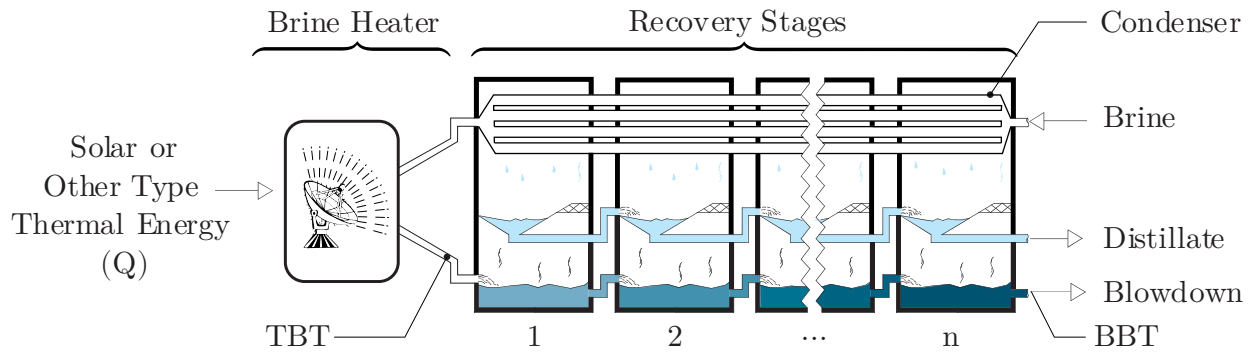 Brine Heater
Recovery Stages
Condenser
Brine
Solar or
Other Type
Thermal Energy
(Q)
Distillate
Blowdown
TBT
1
2
...
n
BBT